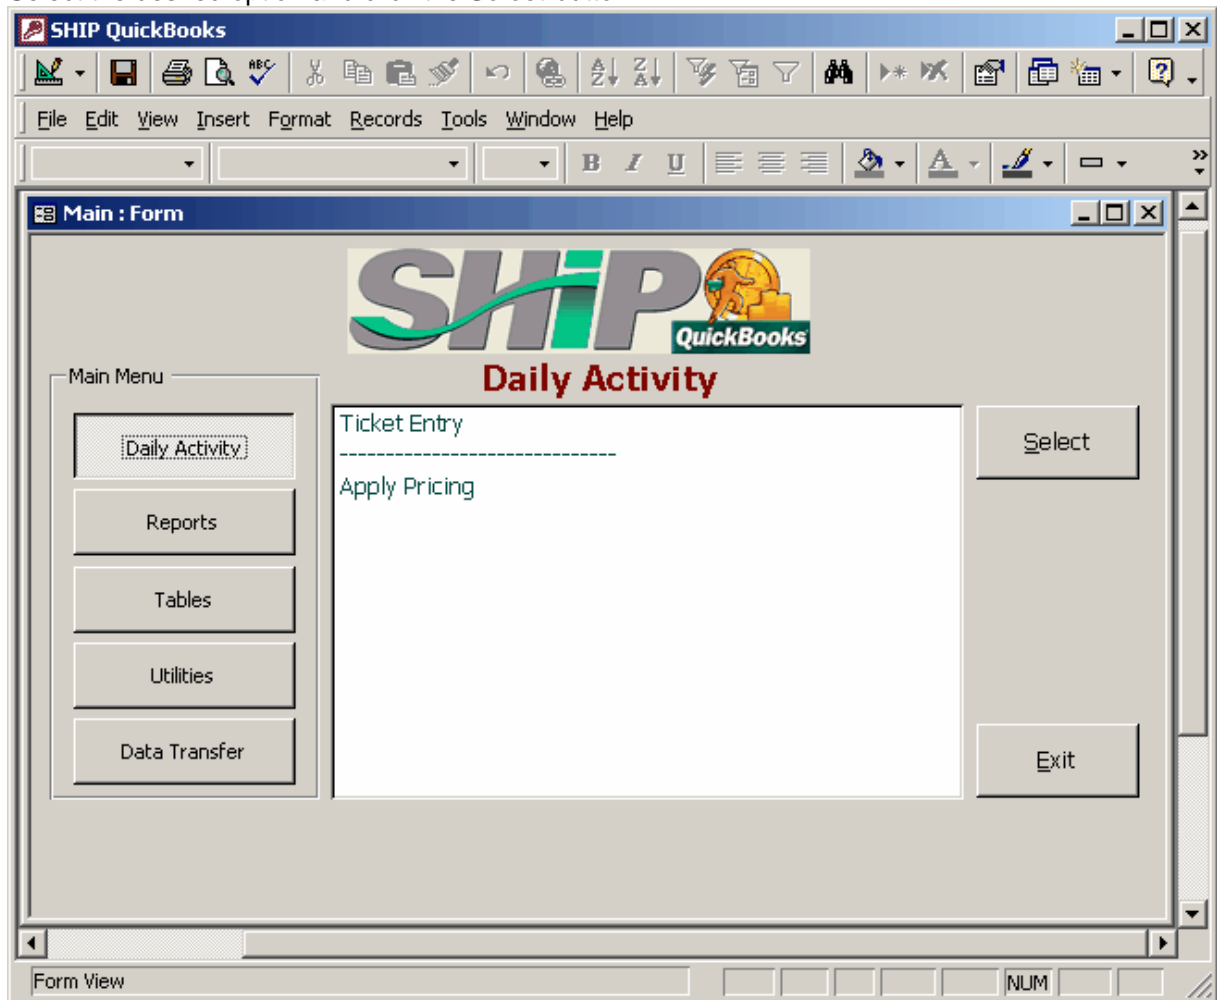 SHIP QuickBooks
ABC
File Edit View Insert Format Records Tools Window Help
B I U A
Main : Form
SHiP
QuickBooks
Main Menu
Daily Activity
Daily Activity
Ticket Entry
------------------------------
Apply Pricing
Select
Reports
Tables
Utilities
Data Transfer
Exit
Form View
NUM